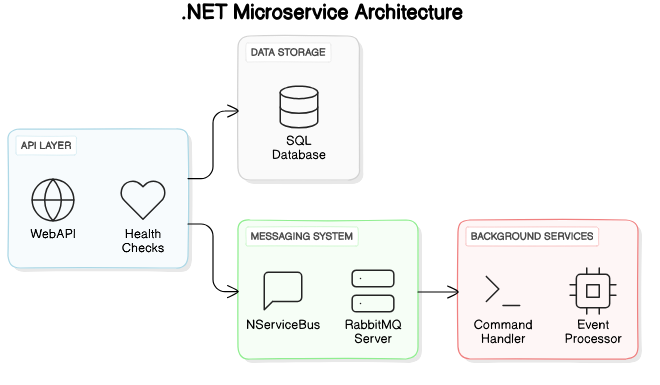 .NET Microservice Architecture
DATA STORAGE
SQL
Database
API LAYER
WebAPI
Health
Checks
MESSAGING SYSTEM
NServiceBus
RabbitMQ
Server
BACKGROUND SERVICES
Command
Handler
Event
Processor